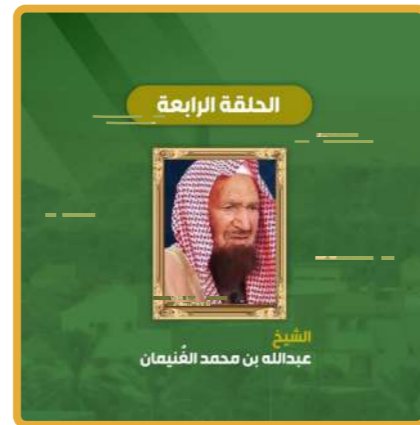 الحلقة الرابعة
الشيخ
عبدالله بن محمد الغُنيمان